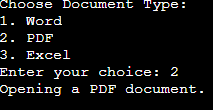 Choose Document Type:
1. Word
2. PDF
3. Excel
Enter your choice: 2
Opening a PDF document.